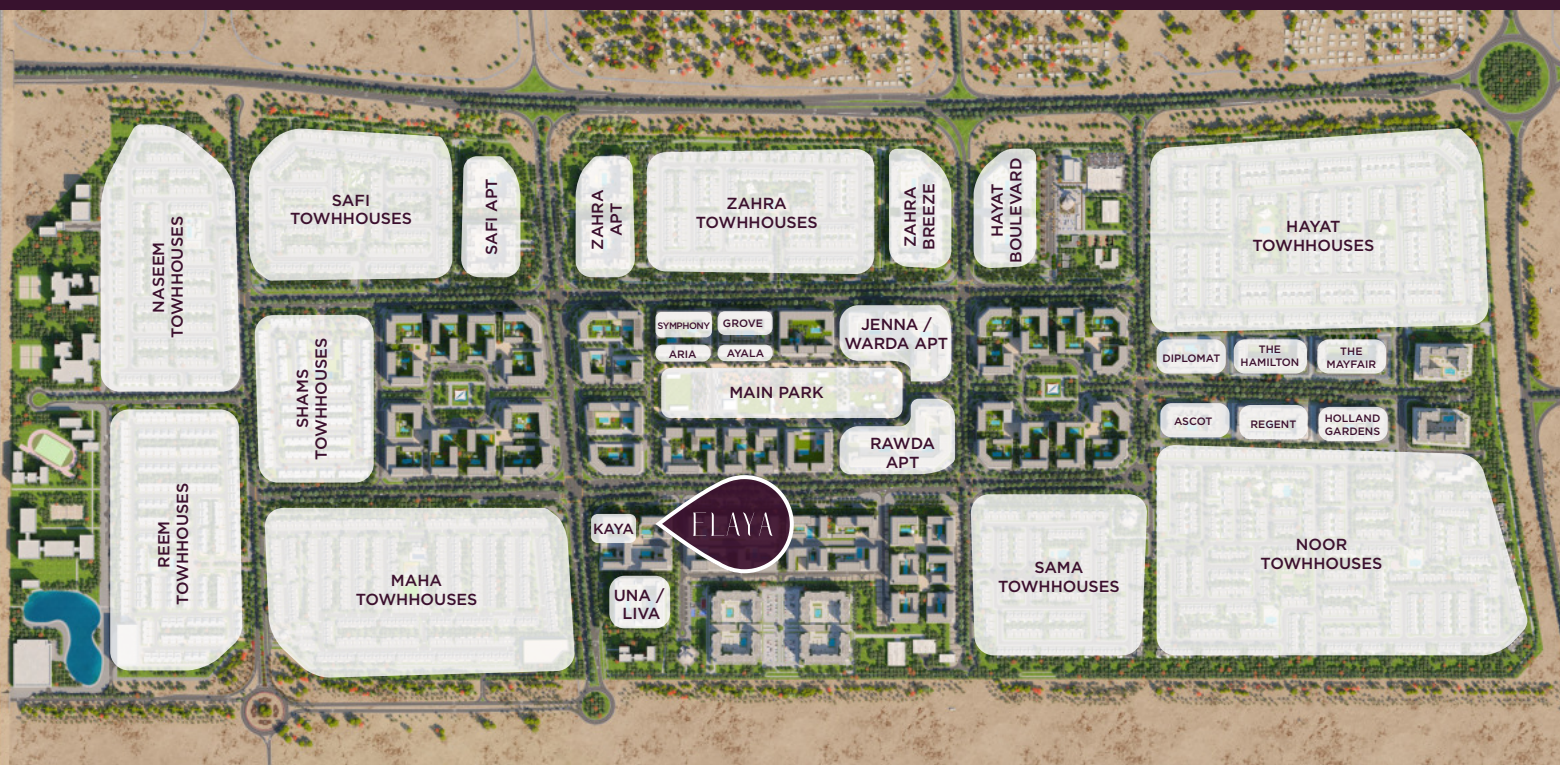 SAFI
TOWHHOUSES
SAFI APT
ZAHRA
APT
ZAHRA
TOWHHOUSES
ZAHRA
BREEZE
HAYAT
BOULEVARD
HAYAT
TOWHHOUSES
NASEEM
TOWHHOUSES
SHAMS
TOWHHOUSES
SYMPHONY
GROVE
ARIA
AYALA
JENNA /
WARDA APT
MAIN PARK
RAWDA
APT
DIPLOMAT
THE
HAMILTON
THE
MAYFAIR
ASCOT
REGENT
HOLLAND
GARDENS
REEM
TOWHHOUSES
MAHA
TOWHHOUSES
KAYA
ELAYA
UNA /
LIVA
SAMA
TOWHHOUSES
NOOR
TOWHHOUSES